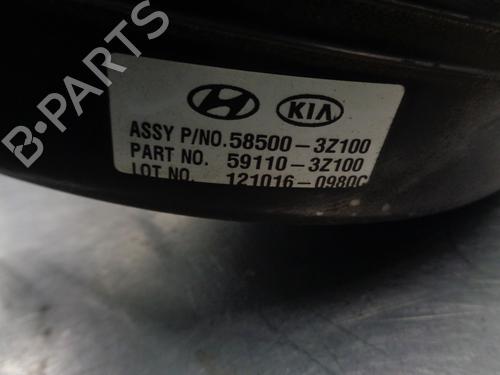 KIA
ASSY P/NO. 58500-3Z100
PART NO. 59110-3Z100
LOT NO. 121016-0980C
B-PARTS